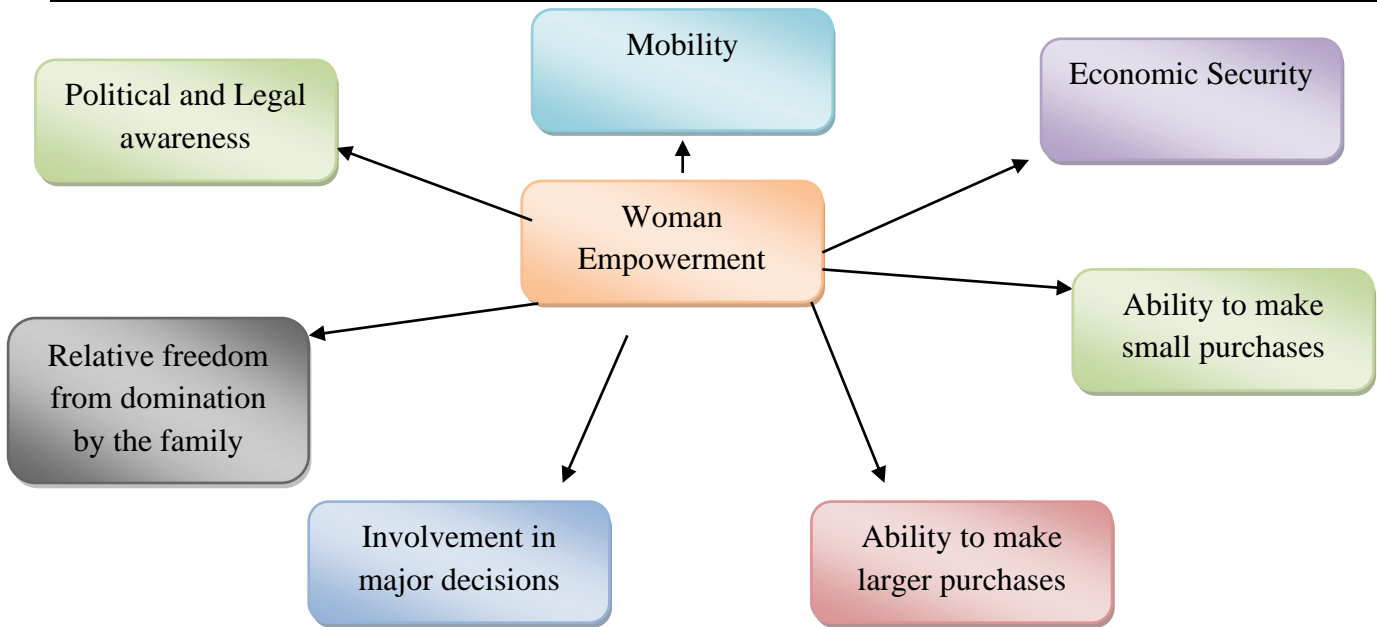 Mobility
Economic Security
Political and Legal
awareness
Woman
Empowerment
Ability to make
small purchases
Relative freedom
from domination
by the family
Involvement in
major decisions
Ability to make
larger purchases